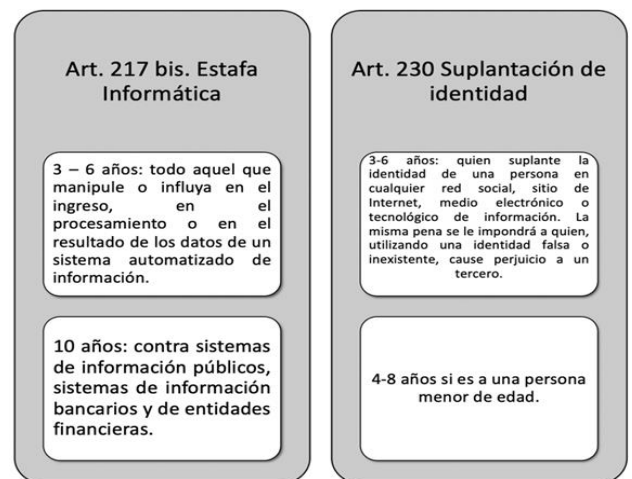 Art. 217 bis. Estafa
Informática
3 – 6 años: todo aquel que
manipule o influya en el
ingreso, en el
procesamiento o en el
resultado de los datos de un
sistema automatizado de
información.
10 años: contra sistemas
de información públicos,
sistemas de información
bancarios y de entidades
financieras.
Art. 230 Suplantación de
identidad
3-6 años: quien suplante la
identidad de una persona en
cualquier red social, sitio de
Internet, medio electrónico o
tecnológico de información. La
misma pena se le impondrá a quien,
utilizando una identidad falsa o
inexistente, cause perjuicio a un
tercero.
4-8 años si es a una persona
menor de edad.